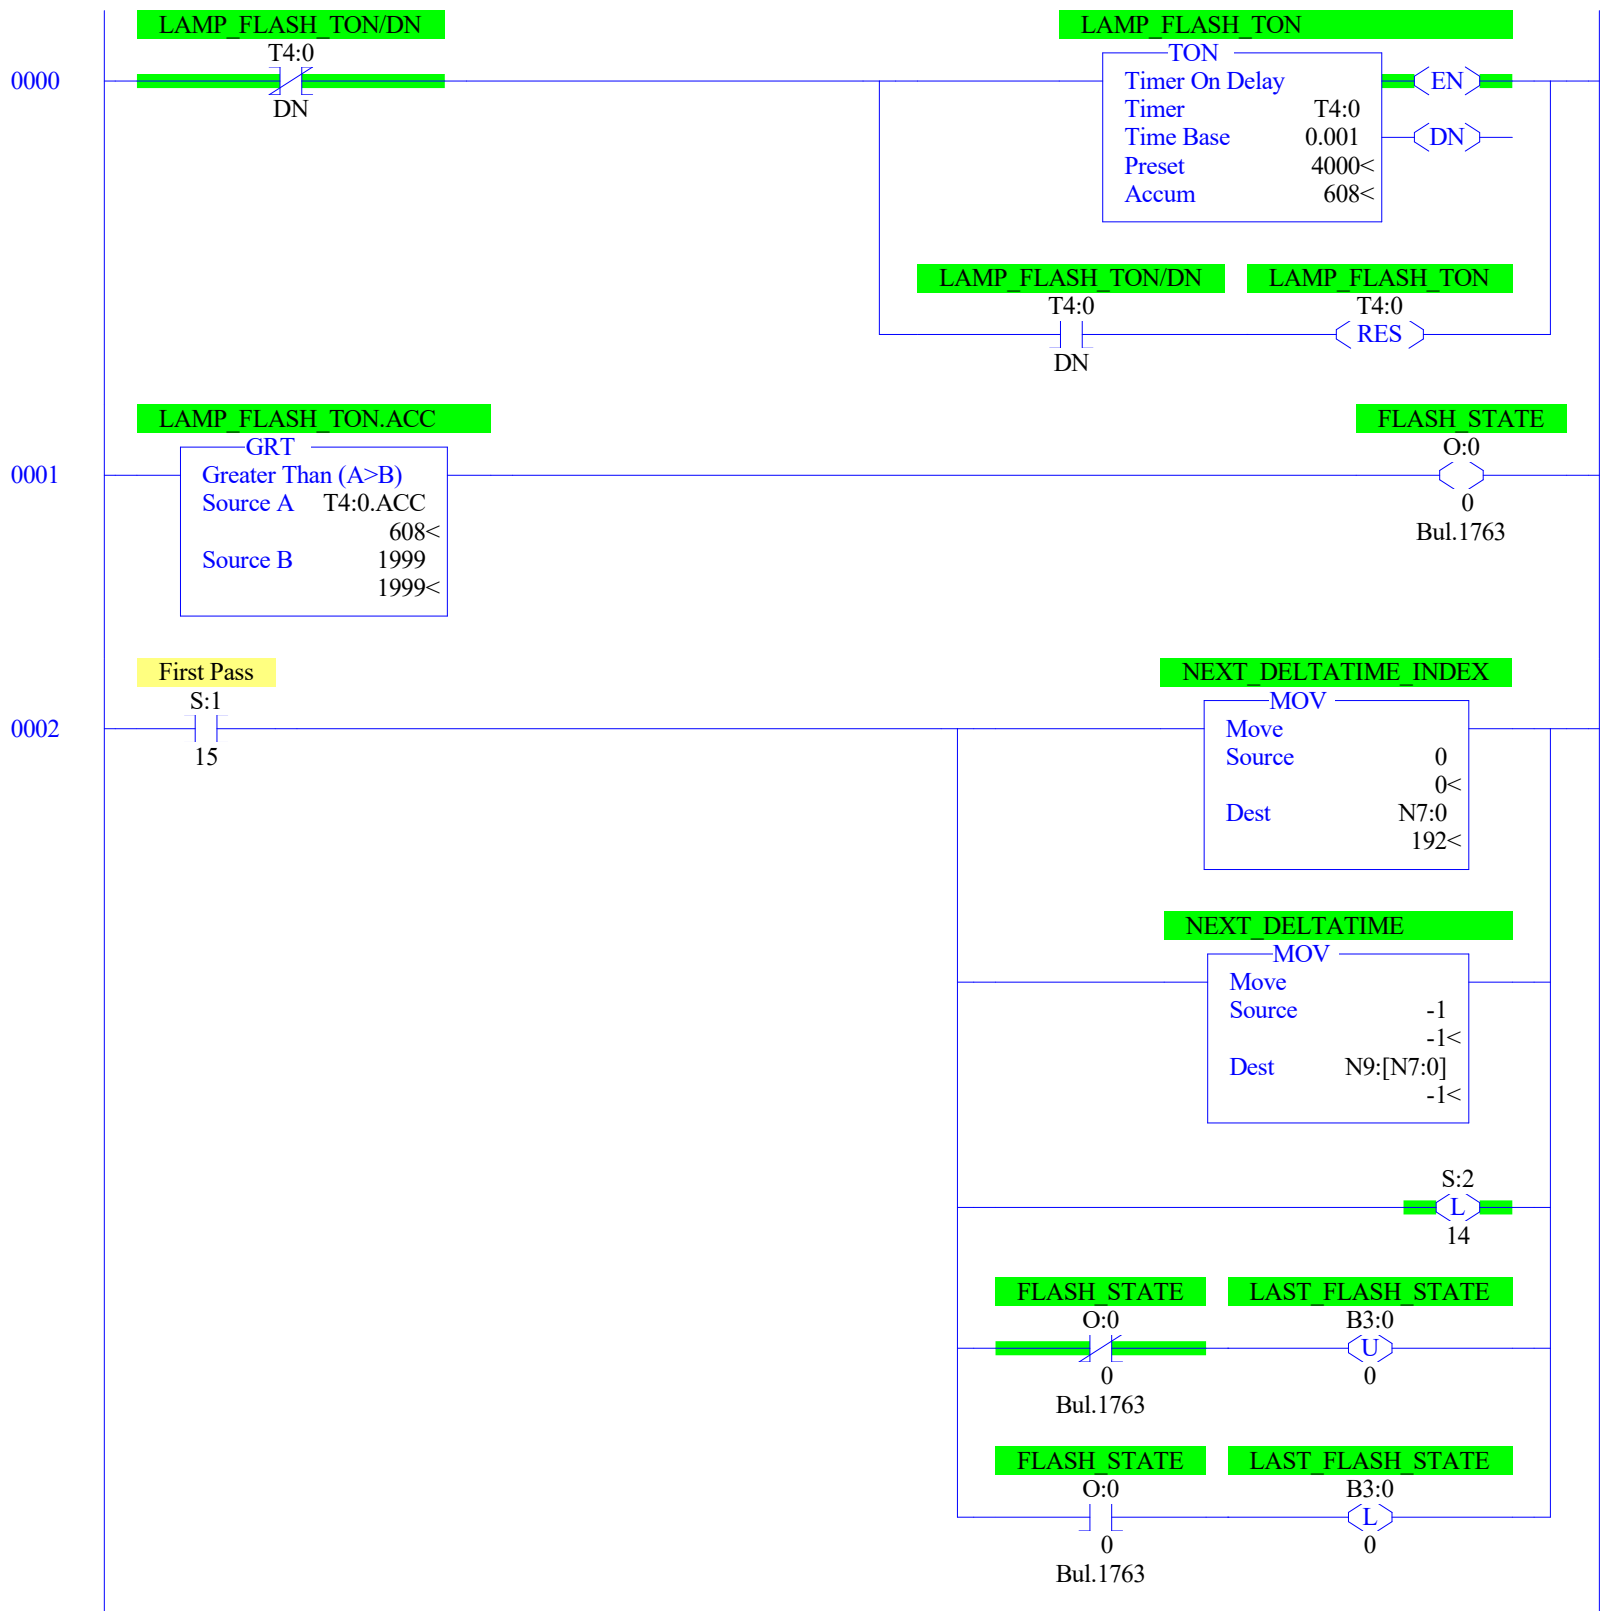 LAMP_FLASH_TON/DN LAMP_FLASH_TON
T4:0 TON
0000 Timer On Delay EN
DN Timer T4:0
Time Base 0.001 DN
Preset 4000<
Accum 608<
LAMP_FLASH_TON/DN LAMP_FLASH_TON
T4:0 T4:0
RES
DN
LAMP_FLASH_TON.ACC FLASH_STATE
GRT O:0
0001 Greater Than (A>B)
Source A T4:0.ACC 0
608< Bul.1763
Source B 1999
1999<
First Pass NEXT_DELTATIME_INDEX
S:1 MOV
0002 Move
15 Source 0
0<
Dest N7:0
192<
NEXT_DELTATIME
MOV
Move
Source -1
-1<
Dest N9:[N7:0]
-1<
S:2
L
14
FLASH_STATE LAST_FLASH_STATE
O:0 B3:0
U
0 0
Bul.1763
FLASH_STATE LAST_FLASH_STATE
O:0 B3:0
L
0 0
Bul.1763